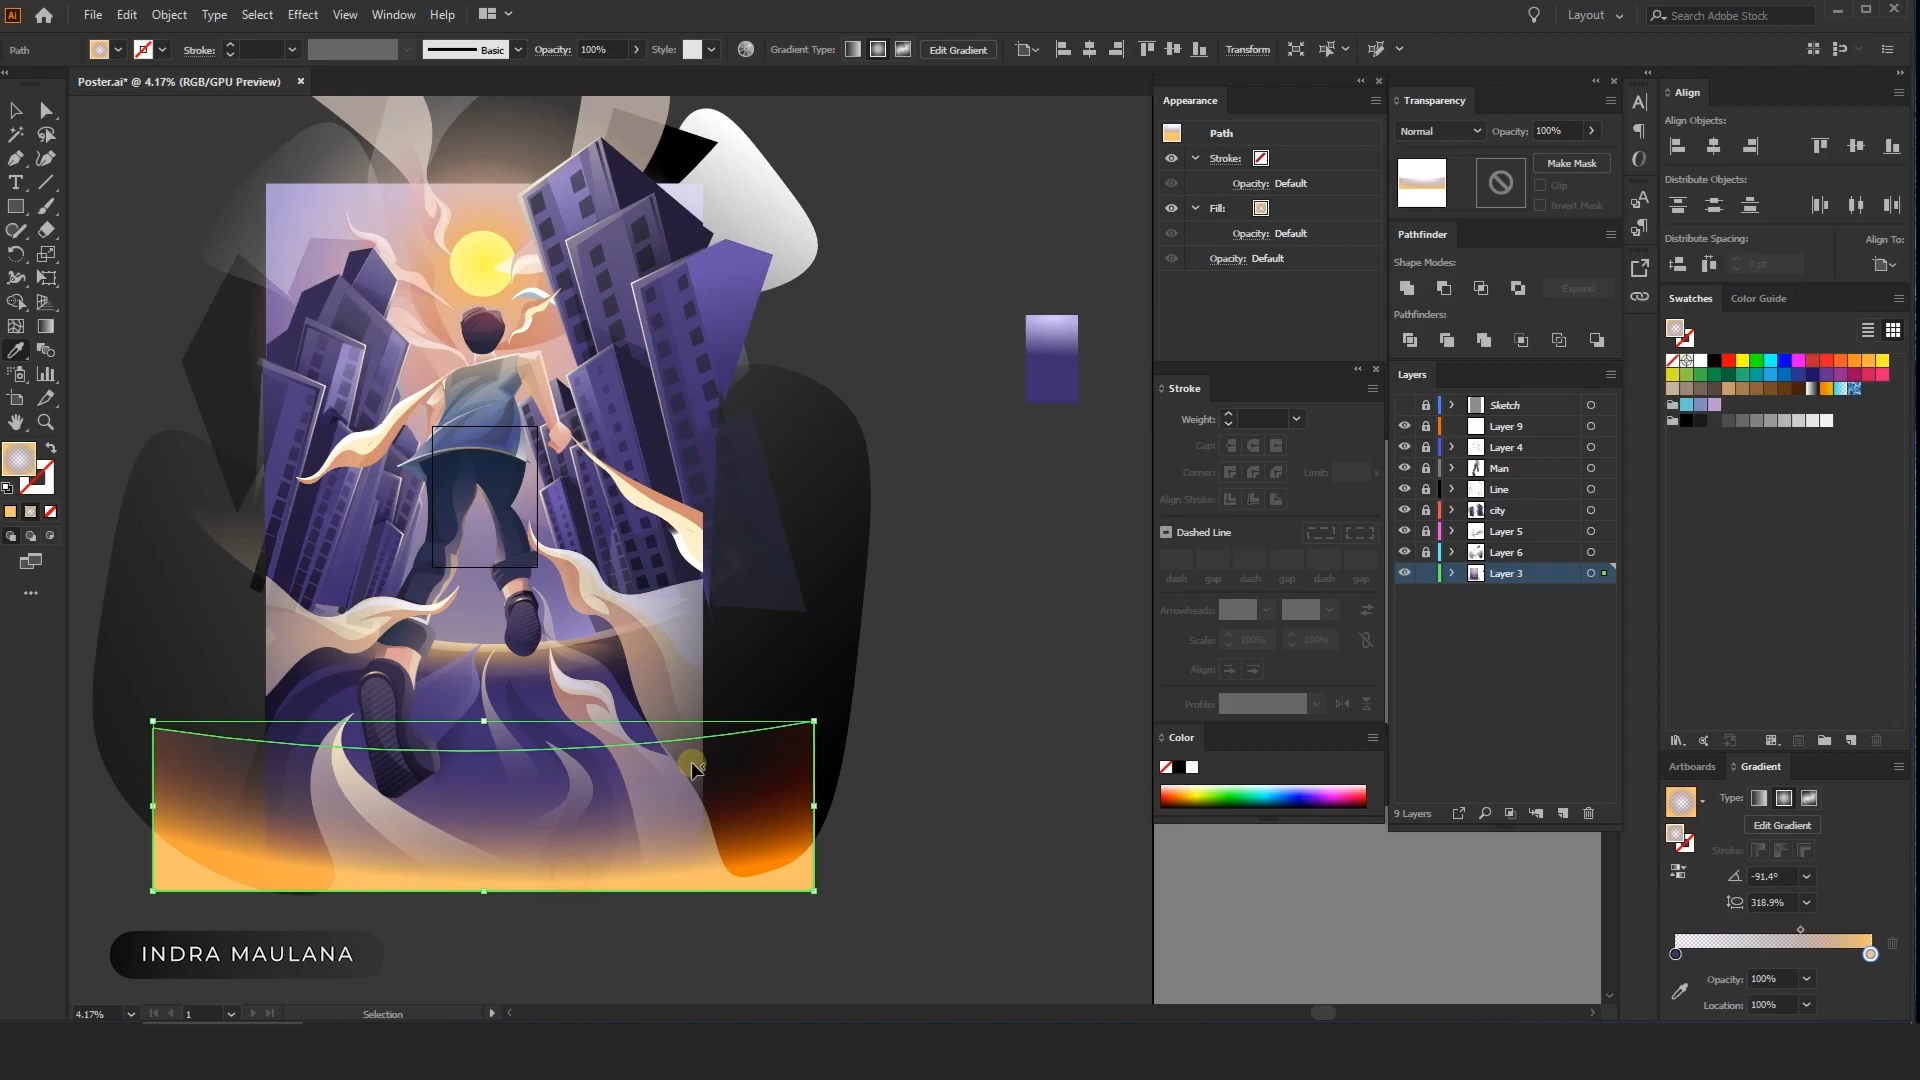 Ai
File Edit Object Type Select Effect View Window Help
Layout
Search Adobe Stock
Path
Stroke:
Basic
Opacity: 100%
Style:
Gradient Type:
Edit Gradient
Transform
Poster.ai* @ 4.17% (RGB/GPU Preview)
Appearance
Path
Stroke:
Opacity: Default
Fill:
Opacity: Default
Opacity: Default
Transparency
Normal
Opacity: 100%
Make Mask
Clip
Invert Mask
Pathfinder
Shape Modes:
Expand
Pathfinders:
Layers
Sketch
Layer 9
Layer 4
Man
Line
city
Layer 5
Layer 6
Layer 3
9 Layers
Stroke
Weight:
Cap:
Corner:
Limit:
x
Align Stroke:
Dashed Line
dash gap dash gap dash gap
Arrowheads:
Scale: 100% 100%
Align:
Profile:
Color
Align
Align Objects:
Distribute Objects:
Distribute Spacing:
Align To:
0 pt
Swatches
Color Guide
Artboards
Gradient
Type:
Edit Gradient
Stroke:
-91.4°
318.9%
Opacity: 100%
Location: 100%
INDRA MAULANA
4.17%
1
Selection